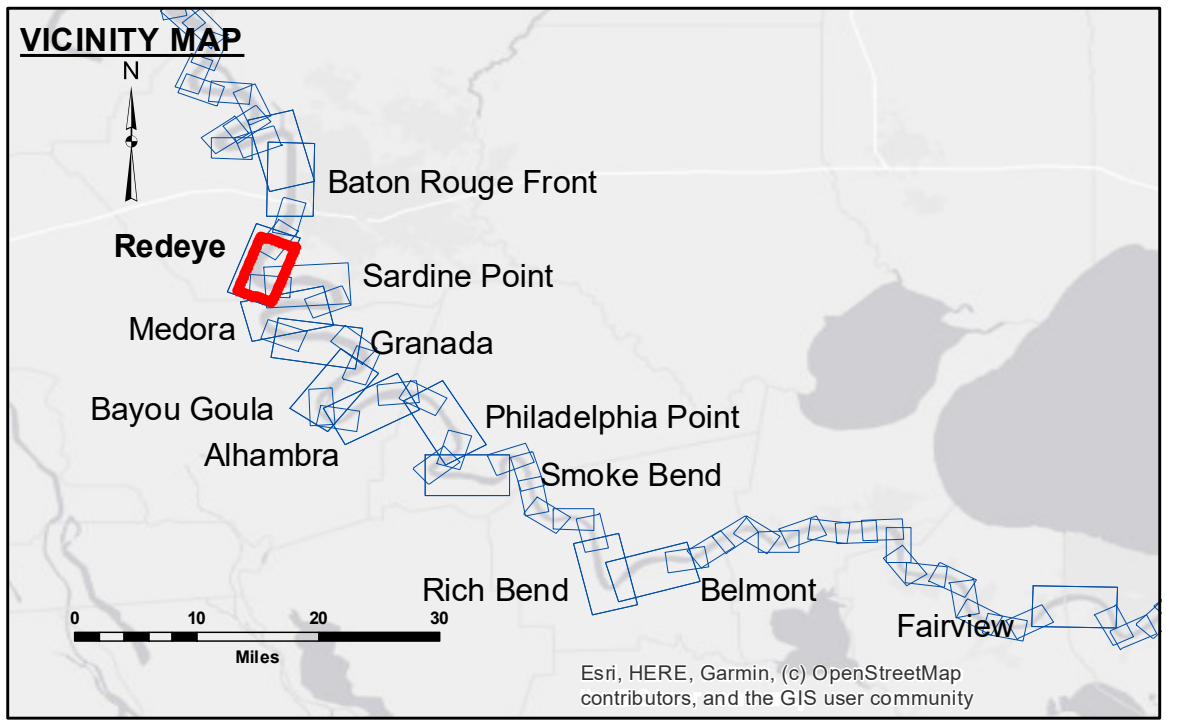 VICINITY MAP
N
Baton Rouge Front
Redeye
Sardine Point
Medora
Granada
Bayou Goula
Philadelphia Point
Alhambra
Smoke Bend
Rich Bend
Belmont
Fairview
0 10 20 30
Miles
Esri, HERE, Garmin, (c) OpenStreetMap
contributors, and the GIS user community